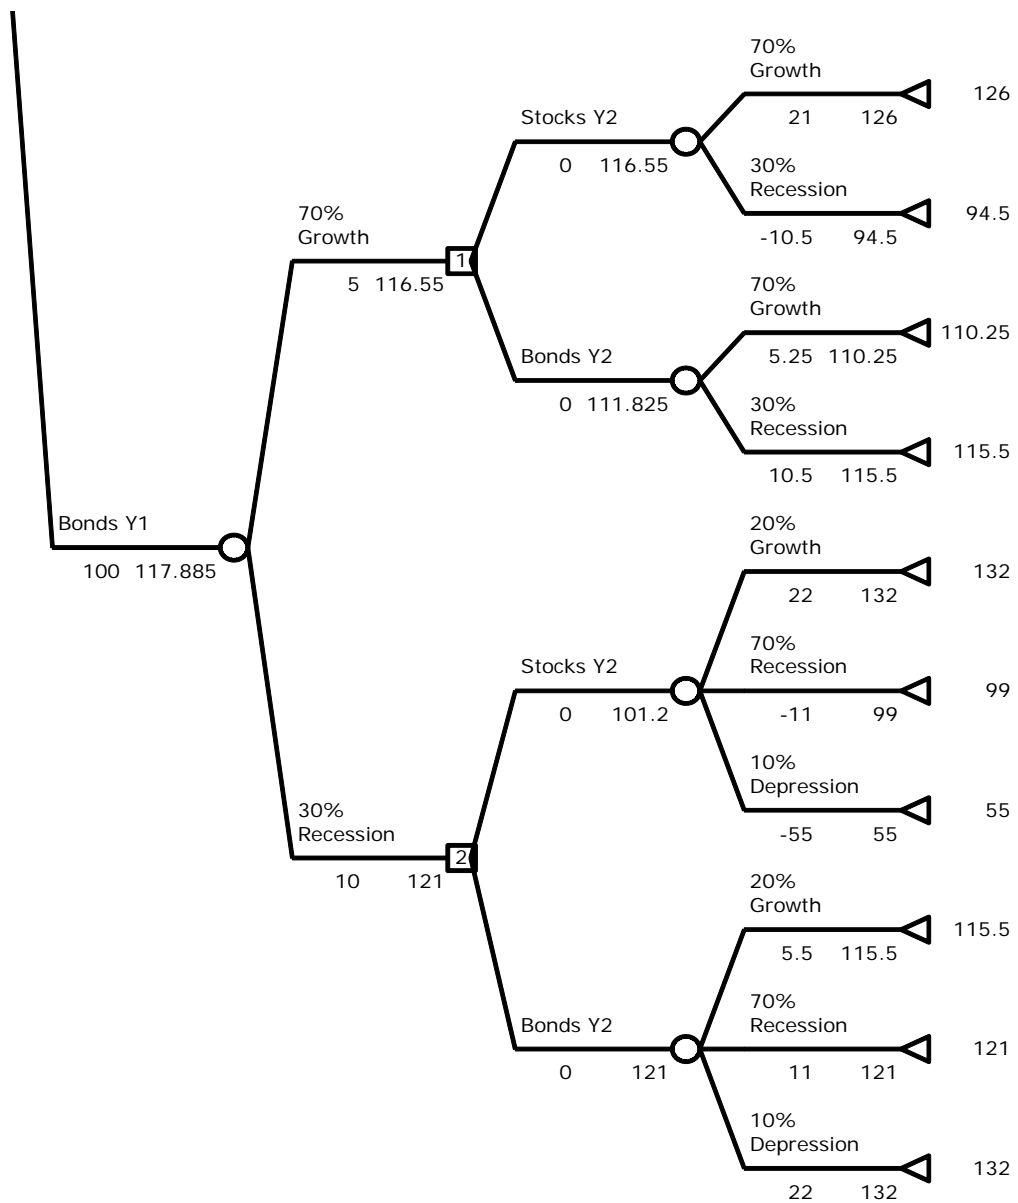 70%
Growth
126
21 126
Stocks Y2
0 116.55
30%
Recession
94.5
-10.5 94.5
70%
Growth
1
5 116.55
70%
Growth
110.25
5.25 110.25
Bonds Y2
0 111.825
30%
Recession
115.5
10.5 115.5
Bonds Y1
100 117.885
20%
Growth
132
22 132
Stocks Y2
0 101.2
70%
Recession
99
-11 99
10%
Depression
55
-55 55
30%
Recession
2
10 121
20%
Growth
115.5
5.5 115.5
Bonds Y2
0 121
70%
Recession
121
11 121
10%
Depression
132
22 132